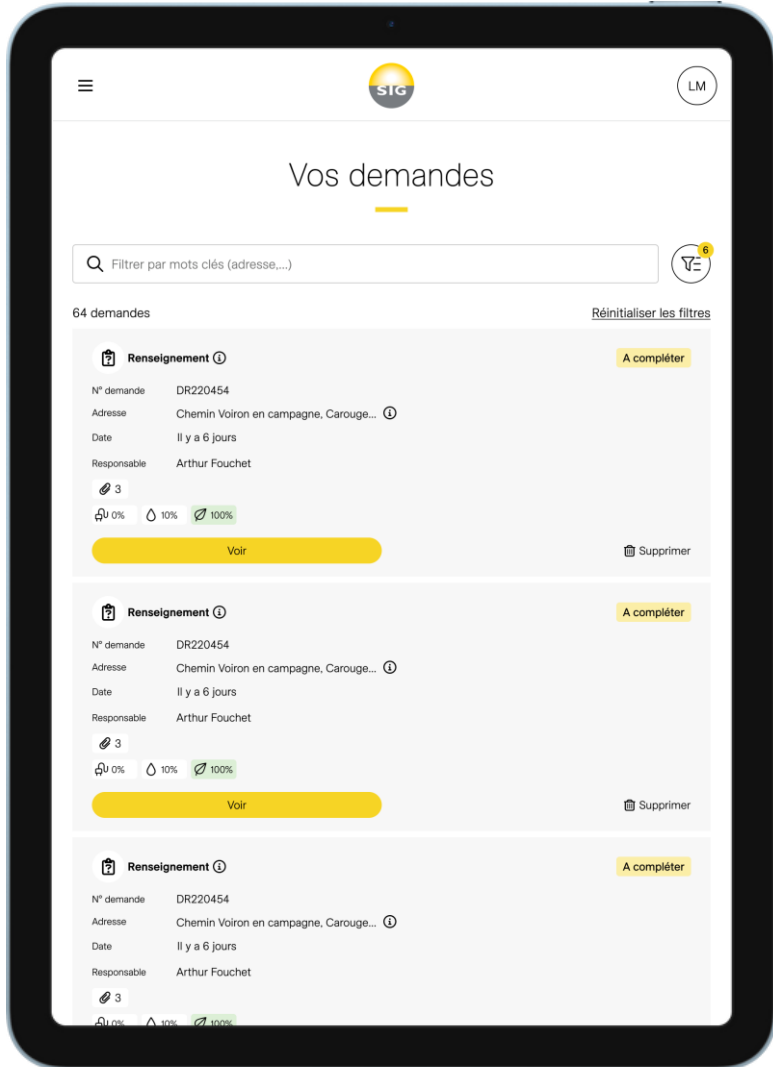 SIG
LM
Vos demandes
Filtrer par mots clés (adresse,...)
6
64 demandes
Réinitialiser les filtres
Renseignement
A compléter
N° demande DR220454
Adresse Chemin Voiron en campagne, Carouge...
Date Il y a 6 jours
Responsable Arthur Fouchet
3
0% 10% 100%
Voir
Supprimer
Renseignement
A compléter
N° demande DR220454
Adresse Chemin Voiron en campagne, Carouge...
Date Il y a 6 jours
Responsable Arthur Fouchet
3
0% 10% 100%
Voir
Supprimer
Renseignement
A compléter
N° demande DR220454
Adresse Chemin Voiron en campagne, Carouge...
Date Il y a 6 jours
Responsable Arthur Fouchet
3
0% 10% 100%